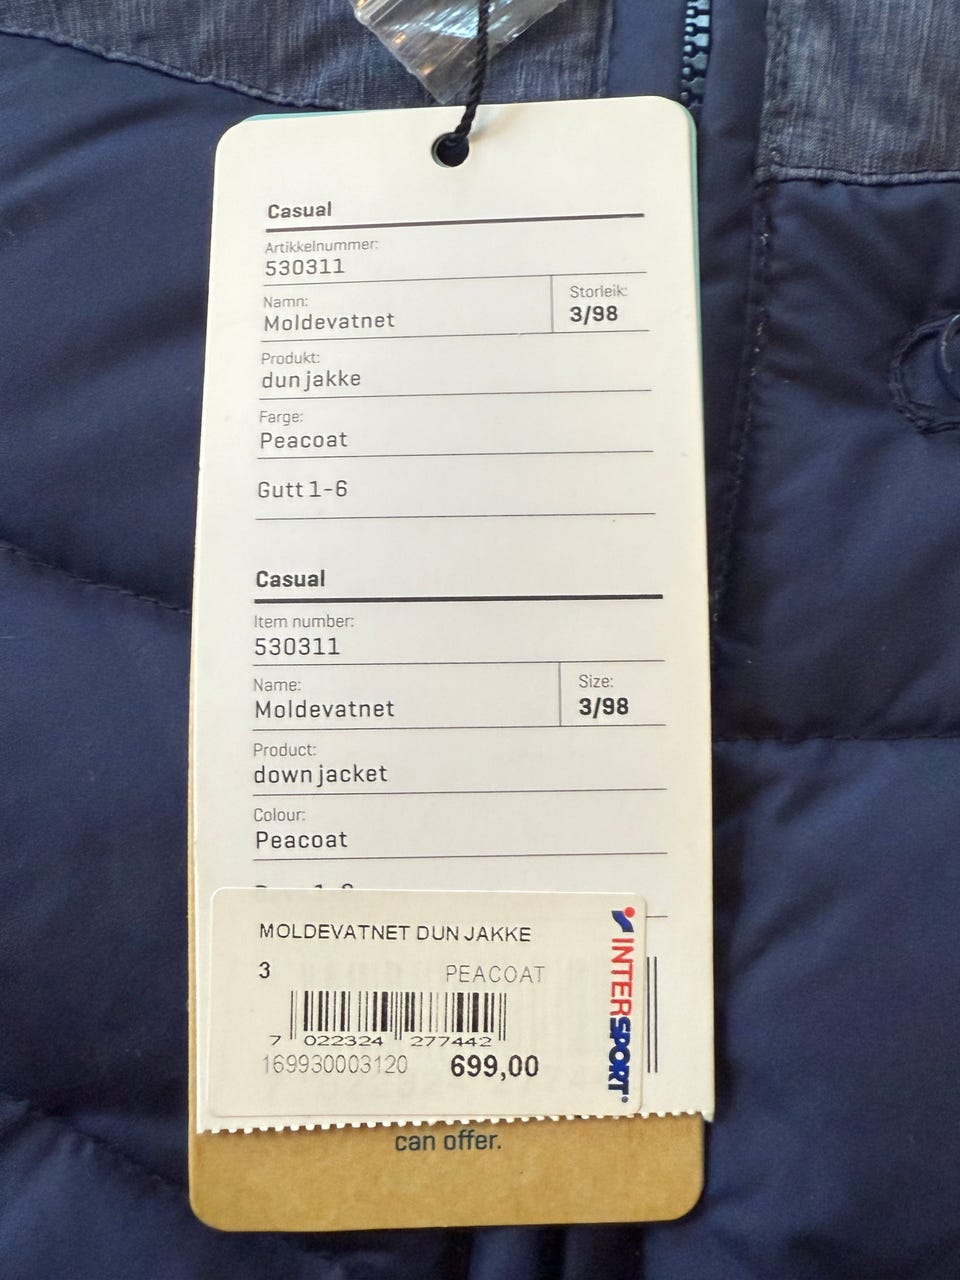 Casual
Artikkelnummer:
530311
Namn:
Moldevatnet
Storleik:
3/98
Produkt:
dun jakke
Farge:
Peacoat
Gutt 1-6
Casual
Item number:
530311
Name:
Moldevatnet
Size:
3/98
Product:
down jacket
Colour:
Peacoat
MOLDEVATNET DUN JAKKE
3 PEACOAT
7 022324 277442
169930003120 699,00
INTERSPORT
can offer.